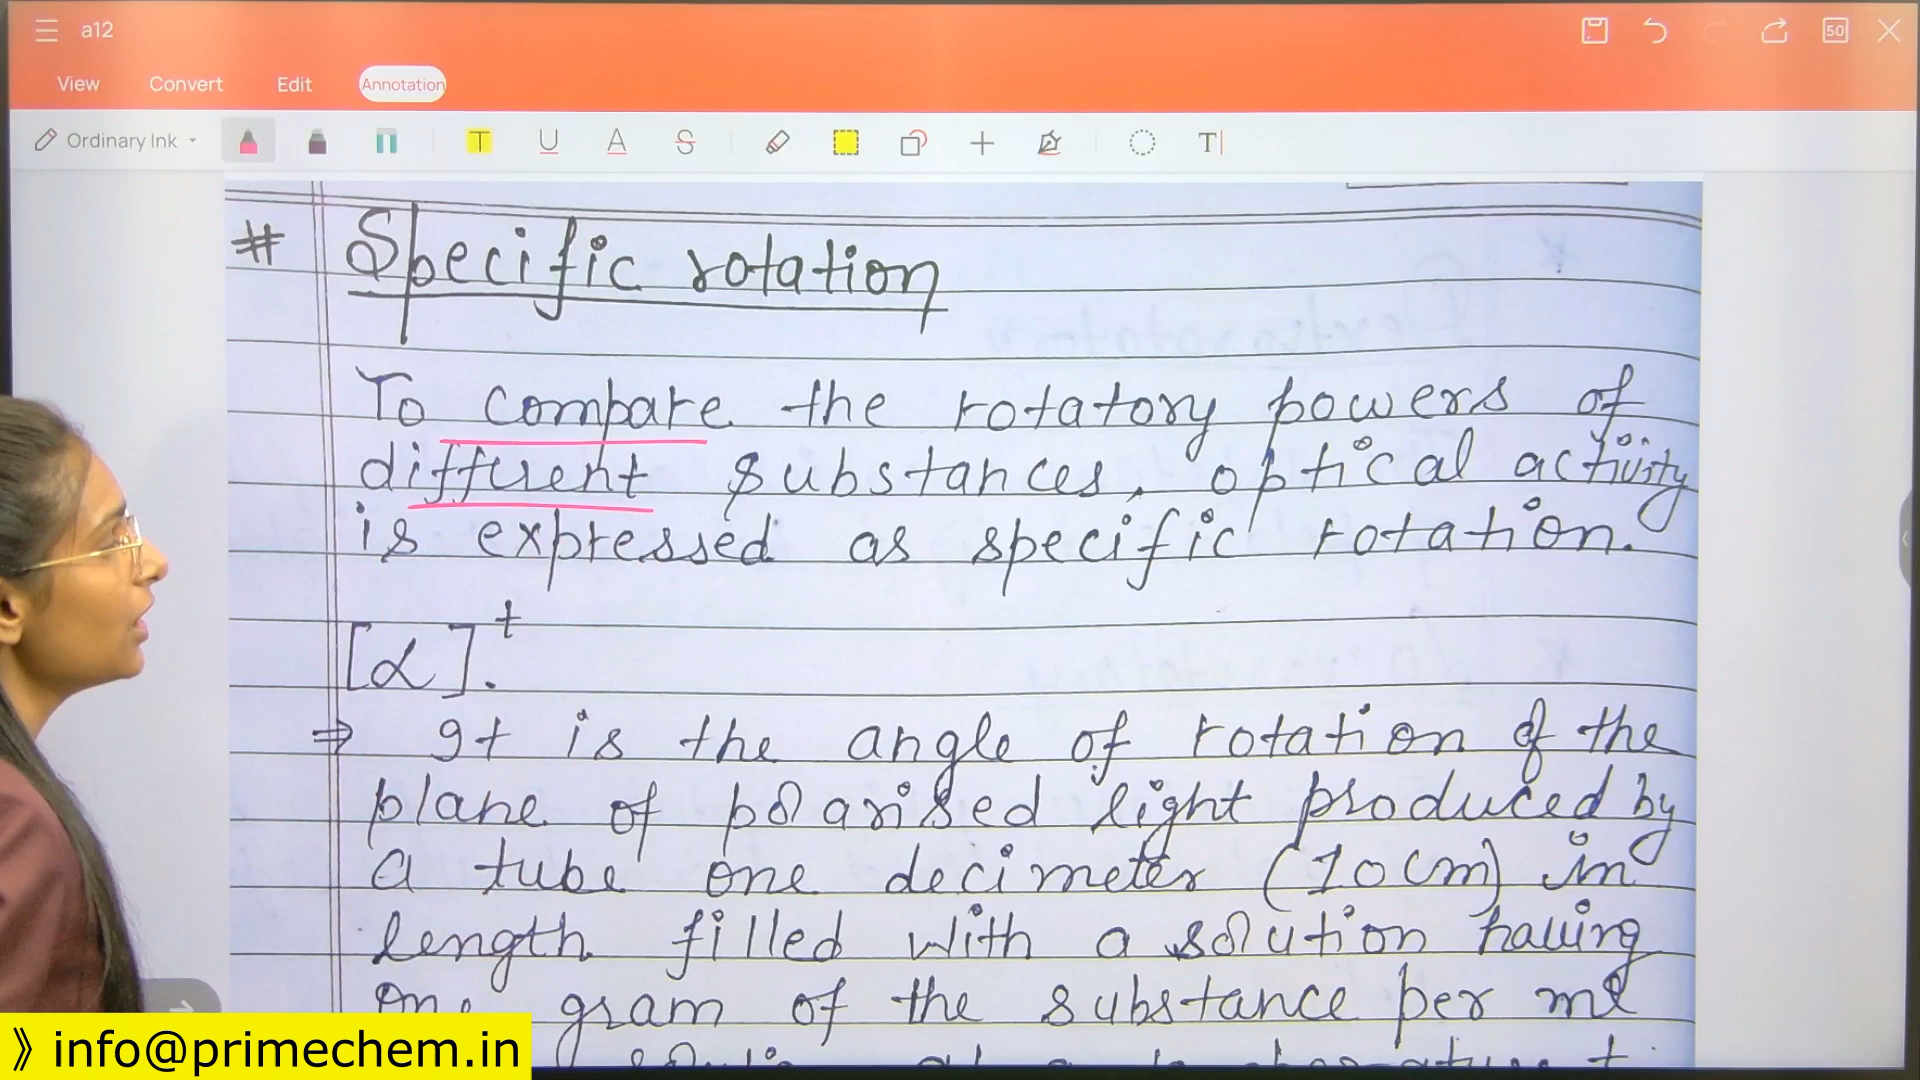 a12
50
View Convert Edit Annotation
Ordinary Ink
# Specific rotation
To compare the rotatory powers of
different substances, optical activity
is expressed as specific rotation.
[α]t.
⇒ It is the angle of rotation of the
plane of polarised light produced by
a tube one decimeter (10 cm) in
length filled with a solution having
one gram of the substance per ml
》info@primechem.in